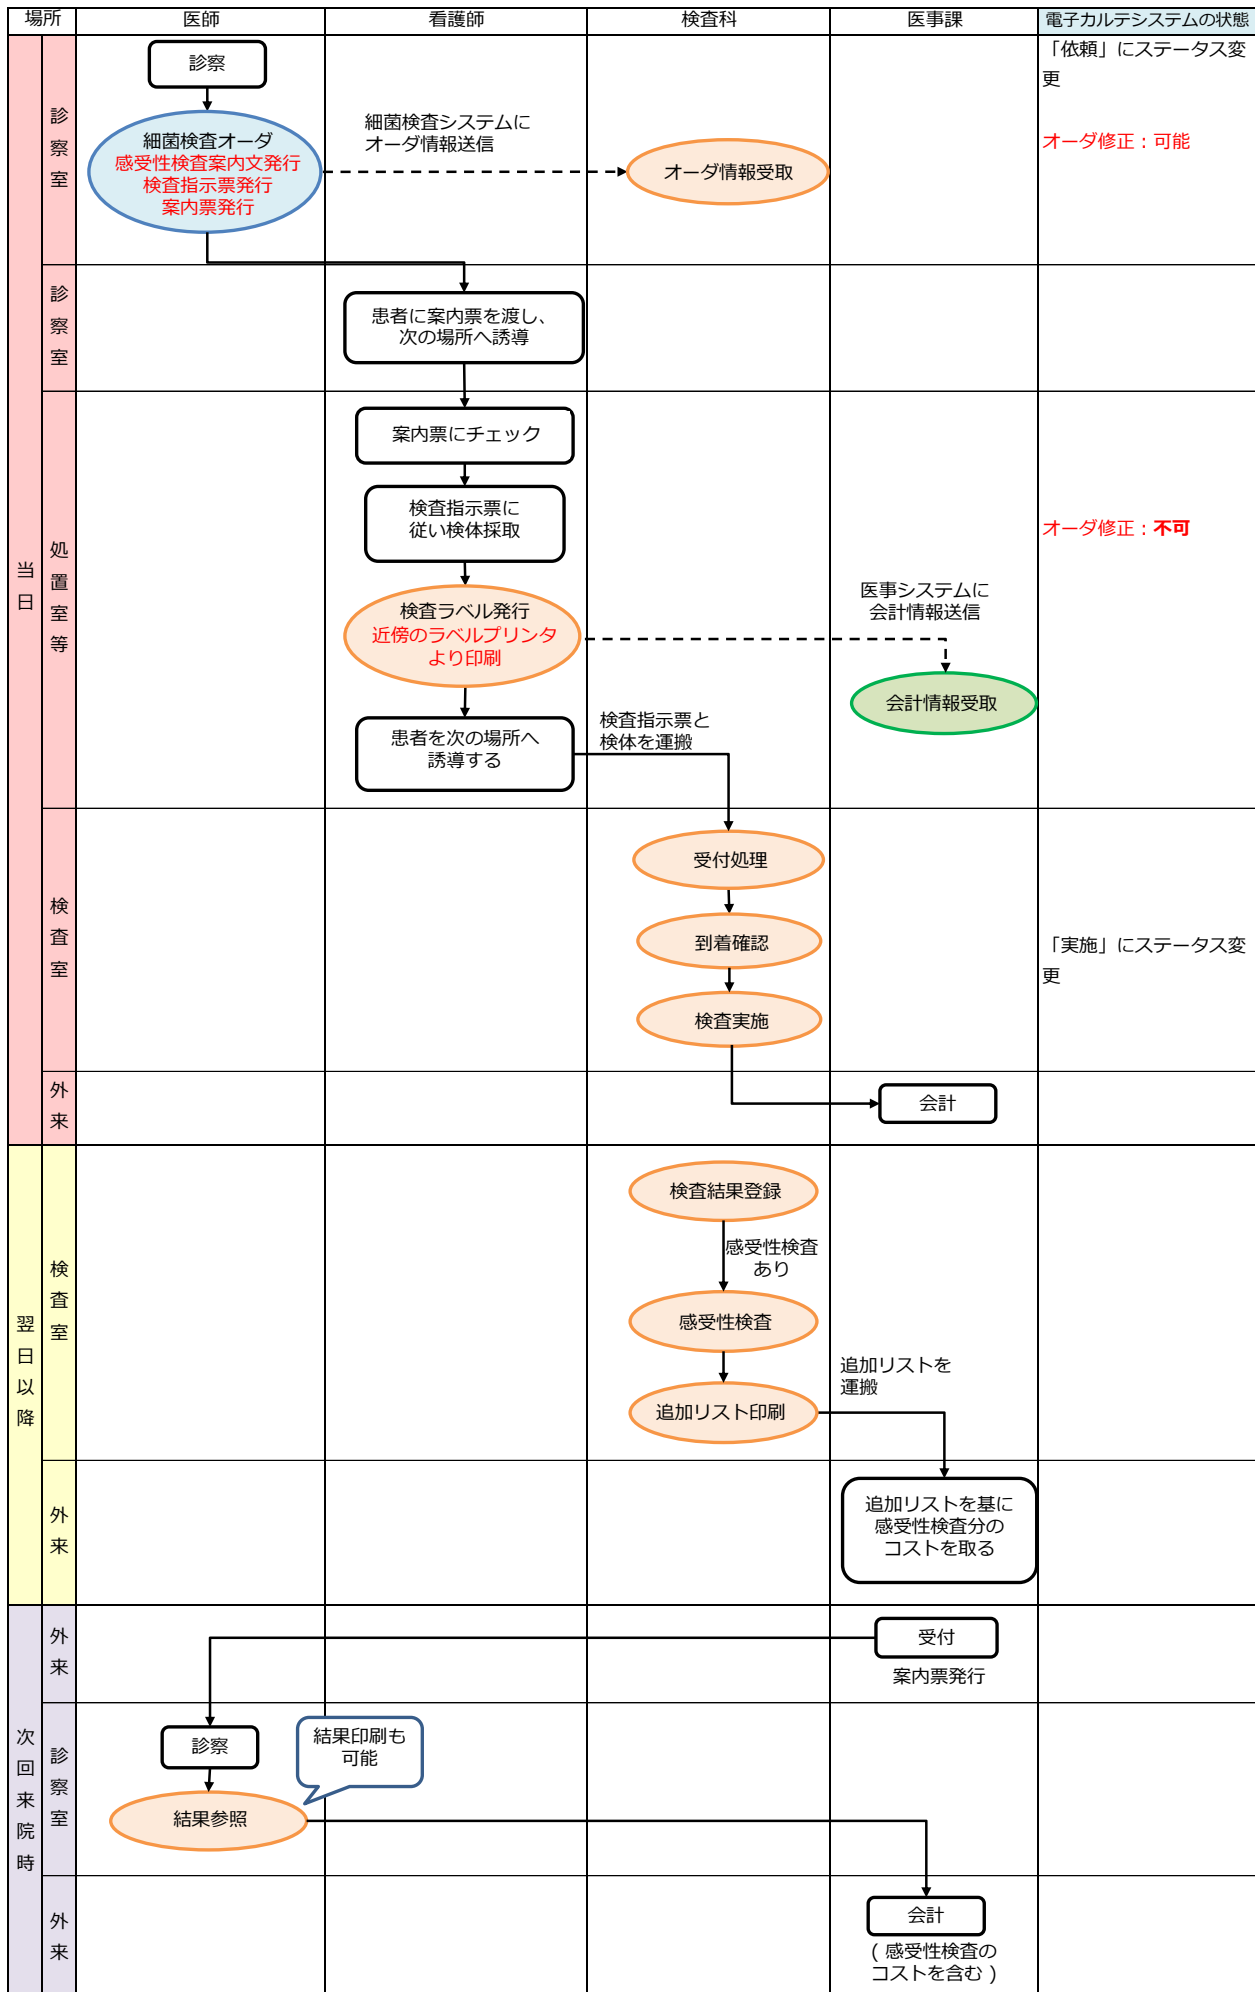 場所
医師
看護師
検査科
医事課
電子カルテシステムの状態
当日
診察室
診察
細菌検査オーダ
感受性検査案内文発行
検査指示票発行
案内票発行
細菌検査システムに
オーダ情報送信
オーダ情報受取
「依頼」にステータス変
更
オーダ修正:可能
診察室
患者に案内票を渡し、
次の場所へ誘導
処置室等
案内票にチェック
検査指示票に
従い検体採取
オーダ修正:不可
検査ラベル発行
近傍のラベルプリンタ
より印刷
医事システムに
会計情報送信
会計情報受取
患者を次の場所へ
誘導する
検査指示票と
検体を運搬
検査室
受付処理
到着確認
検査実施
「実施」にステータス変
更
外来
会計
翌日以降
検査室
検査結果登録
感受性検査
あり
感受性検査
追加リスト印刷
追加リストを
運搬
外来
追加リストを基に
感受性検査分の
コストを取る
次回来院時
外来
受付
案内票発行
診察室
診察
結果印刷も
可能
結果参照
外来
会計
(感受性検査の
コストを含む)